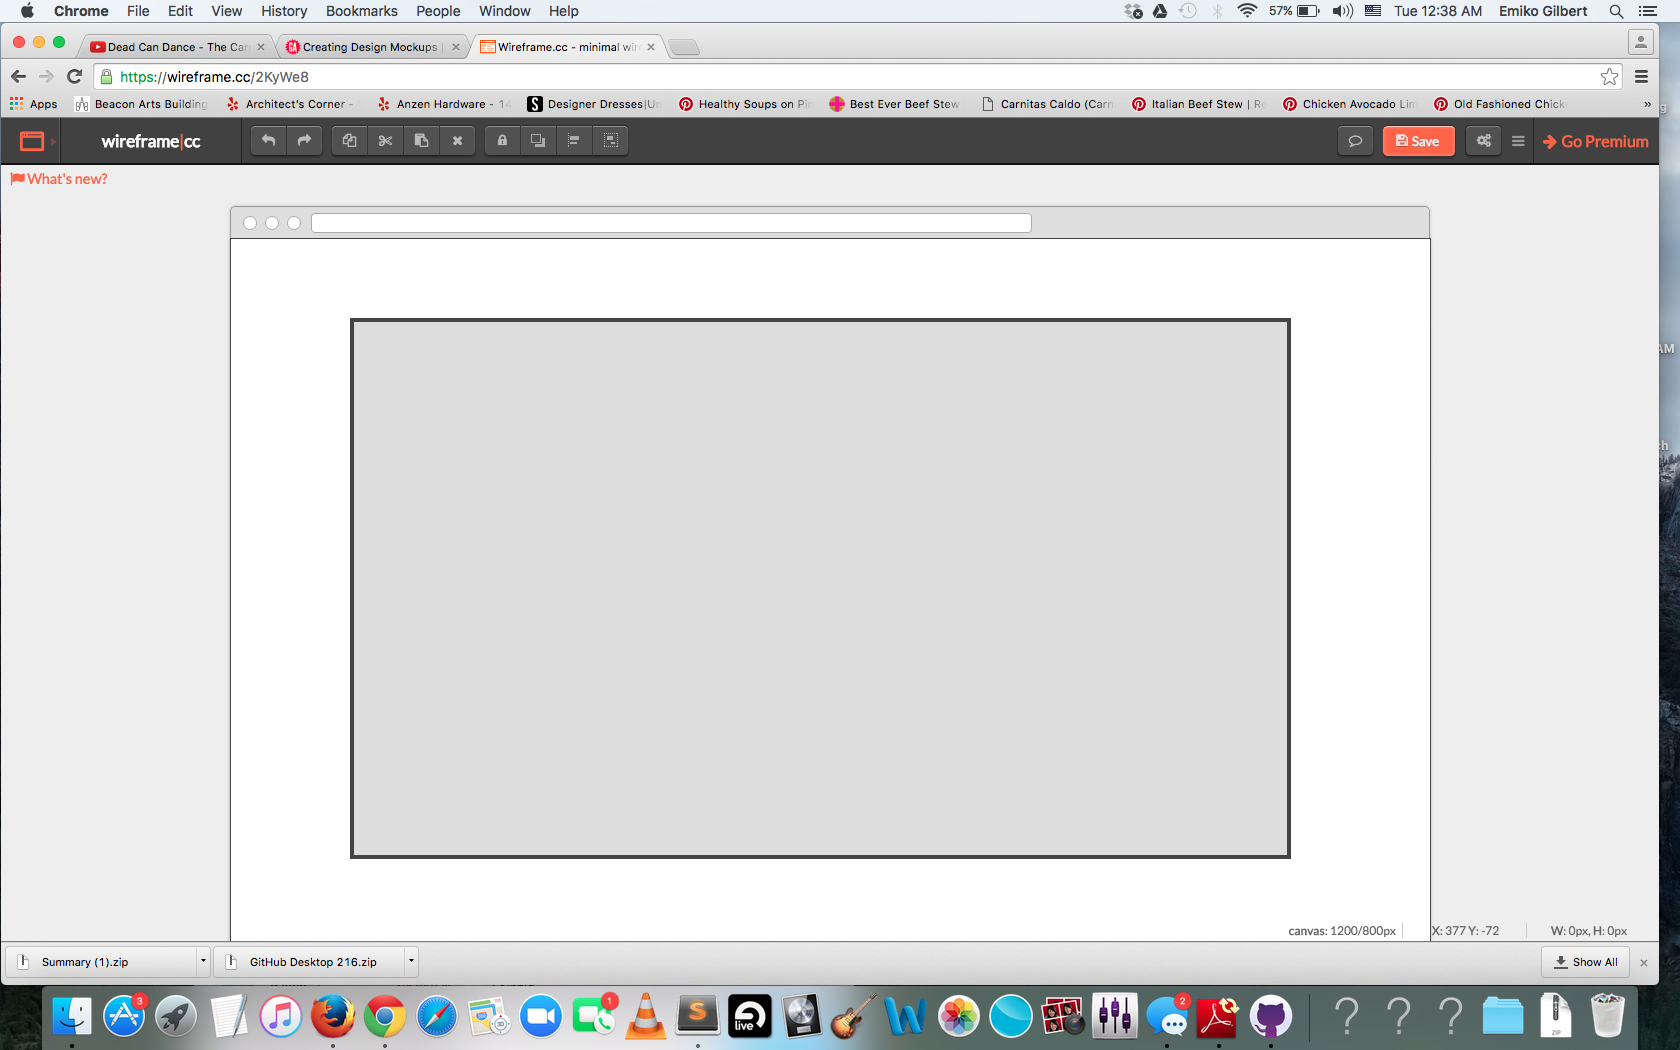 Chrome File Edit View History Bookmarks People Window Help 57% Tue 12:38 AM Emiko Gilbert
Dead Can Dance - The Car Creating Design Mockups Wireframe.cc - minimal wir
https://wireframe.cc/2KyWe8
Apps Beacon Arts Building Architect's Corner - Anzen Hardware - 14 Designer Dresses|Un Healthy Soups on Pin Best Ever Beef Stew Carnitas Caldo (Carn Italian Beef Stew | Re Chicken Avocado Lim Old Fashioned Chick »
wireframe|cc Save Go Premium
What's new?
AM
ch
canvas: 1200/800px X: 377 Y: -72 W: 0px, H: 0px
Summary (1).zip GitHub Desktop 216.zip Show All
3 1 S live 2 ? ? ? ZIP